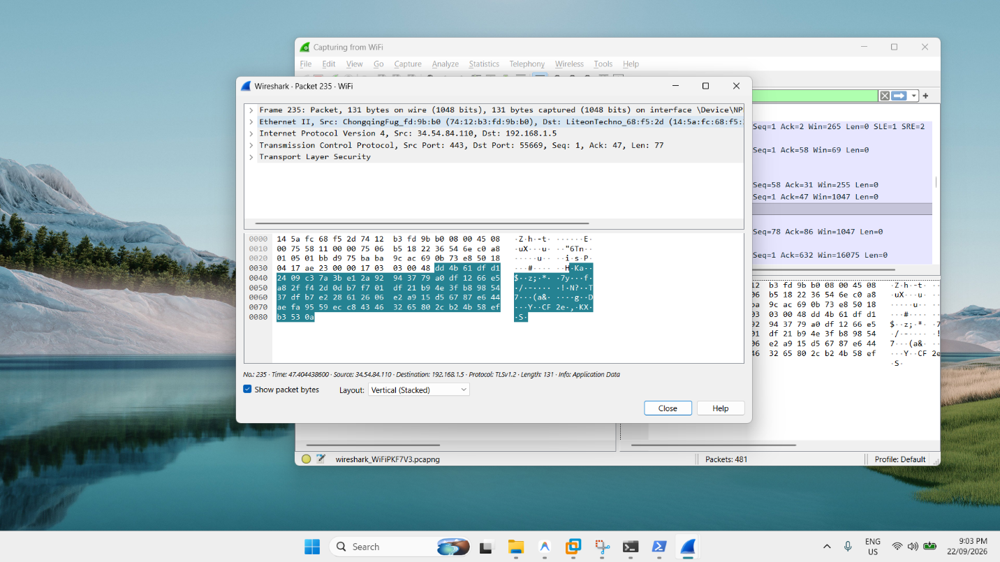 Capturing from WiFi
File Edit View Go Capture Analyze Statistics Telephony Wireless Tools Help
Wireshark · Packet 235 · WiFi
Frame 235: Packet, 131 bytes on wire (1048 bits), 131 bytes captured (1048 bits) on interface \Device\NP
Ethernet II, Src: ChongqingFug_fd:9b:b0 (74:12:b3:fd:9b:b0), Dst: LiteonTechno_68:f5:2d (14:5a:fc:68:f5:
Internet Protocol Version 4, Src: 34.54.84.110, Dst: 192.168.1.5
Transmission Control Protocol, Src Port: 443, Dst Port: 55669, Seq: 1, Ack: 47, Len: 77
Transport Layer Security
Seq=1 Ack=2 Win=265 Len=0 SLE=1 SRE=2
Seq=1 Ack=58 Win=69 Len=0
Seq=58 Ack=31 Win=255 Len=0
Seq=1 Ack=47 Win=1047 Len=0
Seq=78 Ack=86 Win=1047 Len=0
Seq=1 Ack=632 Win=16075 Len=0
0000 14 5a fc 68 f5 2d 74 12 b3 fd 9b b0 08 00 45 08 ·Z·h·-t· ······E·
0010 00 75 58 11 00 00 75 06 b5 18 22 36 54 6e c0 a8 ·uX···u· ··"6Tn··
0020 01 05 01 bb d9 75 ba ba 9c ac 69 0b 73 e8 50 18 ·····u·· ··i·s·P·
0030 04 17 ae 23 00 00 17 03 03 00 48 dd 4b 61 df d1 ···#···· ··H·Ka··
0040 24 09 c3 7a 3b e1 2a 92 94 37 79 a0 df 12 66 e5 $··z;·*· ·7y···f·
0050 a8 2f f4 2d 0d b7 f7 01 df 21 b9 4e 3f b8 98 54 ·/·-···· ·!·N?··T
0060 37 df b7 e2 28 61 26 06 e2 a9 15 d5 67 87 e6 44 7···(a&· ····g··D
0070 ae fa 95 59 ec c8 43 46 32 65 80 2c b2 4b 58 ef ···Y··CF 2e·,·KX·
0080 b3 53 0a ·S·
12 b3 fd 9b b0 08 00 45 08 ·Z·h·-t· ··
06 b5 18 22 36 54 6e c0 a8 ·uX···u· ··
ba 9c ac 69 0b 73 e8 50 18 ·····u·· ··
03 03 00 48 dd 4b 61 df d1 ···#···· ··
92 94 37 79 a0 df 12 66 e5 $··z;·*· ·7
01 df 21 b9 4e 3f b8 98 54 ·/·-···· ·!
06 e2 a9 15 d5 67 87 e6 44 7···(a&· ··
46 32 65 80 2c b2 4b 58 ef ···Y··CF 2e
·S·
No.: 235 · Time: 47.404438600 · Source: 34.54.84.110 · Destination: 192.168.1.5 · Protocol: TLSv1.2 · Length: 131 · Info: Application Data
Show packet bytes Layout: Vertical (Stacked)
Close Help
wireshark_WiFiPKF7V3.pcapng Packets: 481 Profile: Default
Search
ENG
US
9:03 PM
22/09/2026